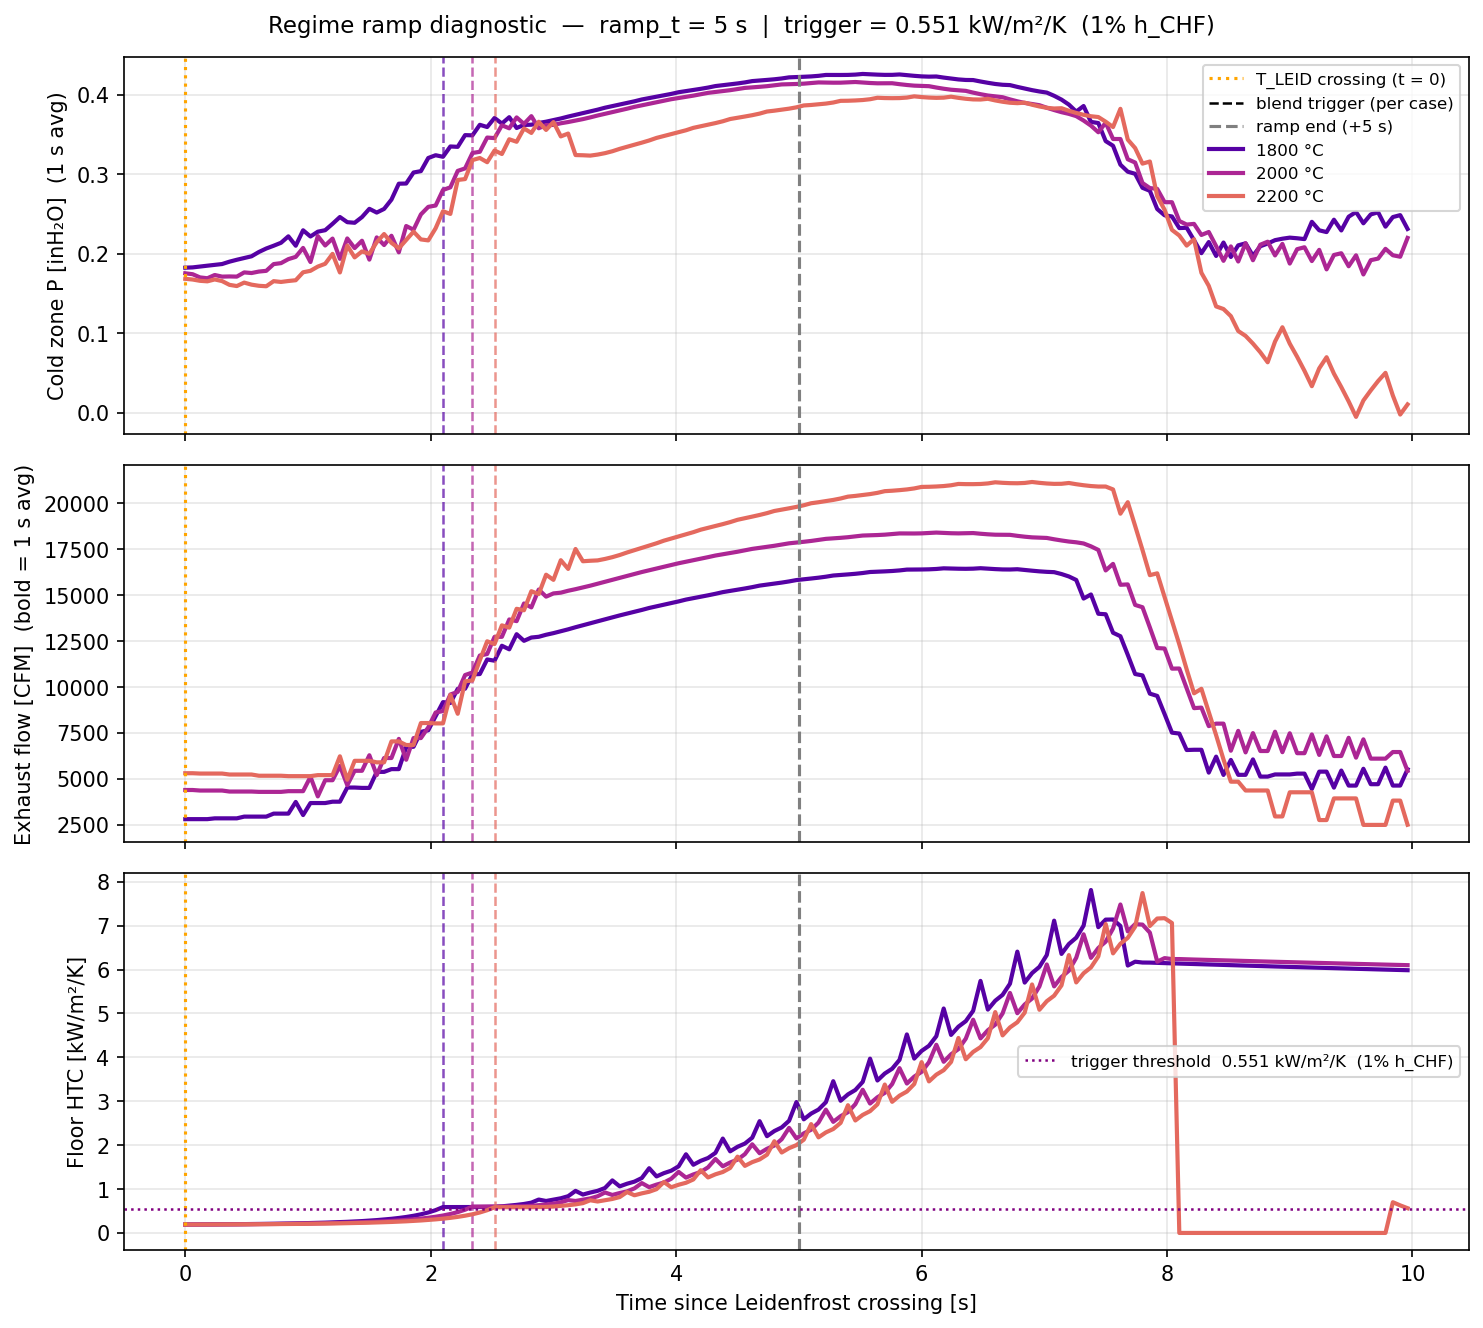 Regime ramp diagnostic — ramp_t = 5 s | trigger = 0.551 kW/m²/K (1% h_CHF)
Cold zone P [inH₂O] (1 s avg)
0.4
0.3
0.2
0.1
0.0
T_LEID crossing (t = 0)
blend trigger (per case)
ramp end (+5 s)
1800 °C
2000 °C
2200 °C
Exhaust flow [CFM] (bold = 1 s avg)
20000
17500
15000
12500
10000
7500
5000
2500
Floor HTC [kW/m²/K]
8
7
6
5
4
3
2
1
0
trigger threshold 0.551 kW/m²/K (1% h_CHF)
0 2 4 6 8 10
Time since Leidenfrost crossing [s]